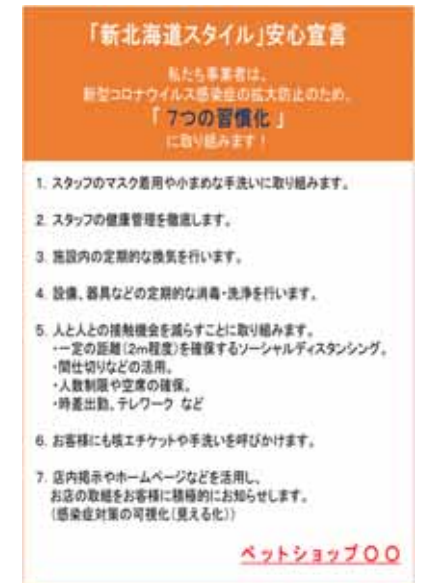 「新北海道スタイル」安心宣言
私たち事業者は、
新型コロナウイルス感染症の拡大防止のため、
「 7つの習慣化 」
に取り組みます！
1. スタッフのマスク着用や小まめな手洗いに取り組みます。
2. スタッフの健康管理を徹底します。
3. 施設内の定期的な換気を行います。
4. 設備、器具などの定期的な消毒・洗浄を行います。
5. 人と人との接触機会を減らすことに取り組みます。
・一定の距離（2m程度）を確保するソーシャルディスタンシング。
・間仕切りなどの活用。
・人数制限や空席の確保。
・時差出勤、テレワーク など
6. お客様にも咳エチケットや手洗いを呼びかけます。
7. 店内掲示やホームページなどを活用し、
お店の取組をお客様に積極的にお知らせします。
（感染症対策の可視化（見える化））
ペットショップ〇〇